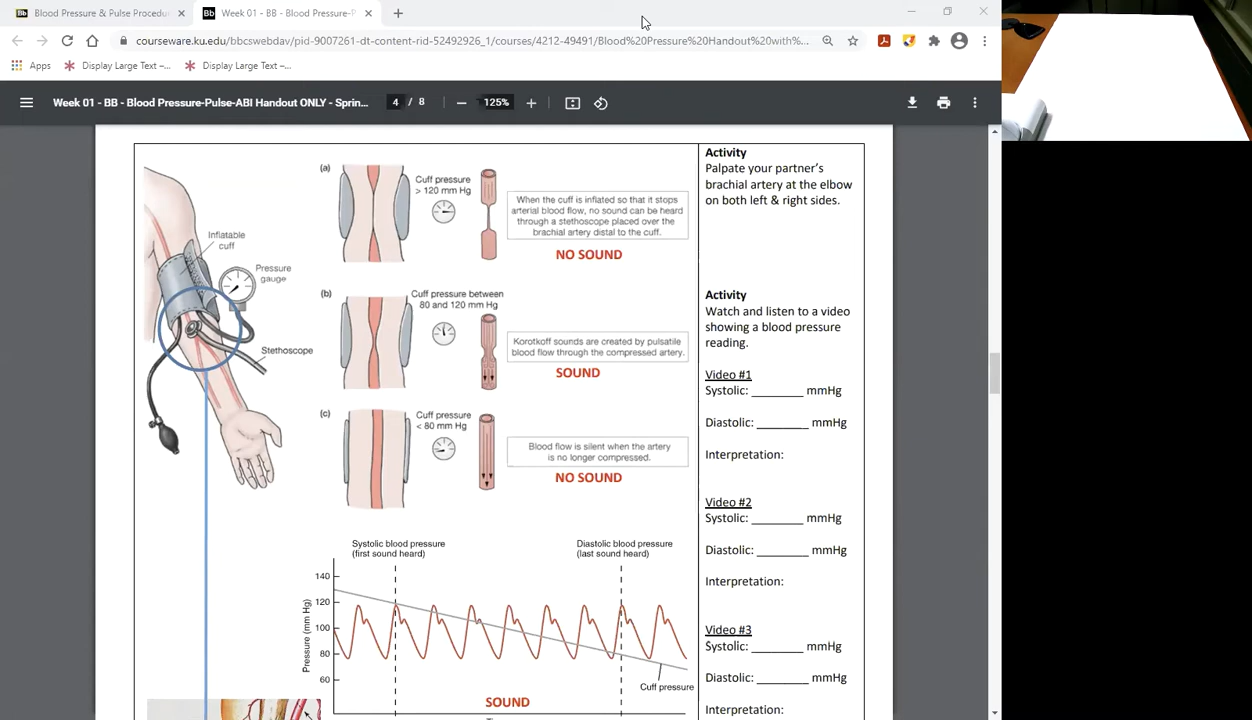 Blood Pressure & Pulse Procedu
Week 01 - BB - Blood Pressure-P
courseware.ku.edu/bbcswebdav/pid-9007261-dt-content-rid-52492926_1/courses/4212-49491/Blood%20Pressure%20Handout%20with%...
Apps
Display Large Text –...
Display Large Text –...
Week 01 - BB - Blood Pressure-Pulse-ABI Handout ONLY - Sprin...
4 / 8
125%
Inflatable
cuff
Pressure
gauge
Stethoscope
(a)
Cuff pressure
> 120 mm Hg
When the cuff is inflated so that it stops
arterial blood flow, no sound can be heard
through a stethoscope placed over the
brachial artery distal to the cuff.
NO SOUND
(b)
Cuff pressure between
80 and 120 mm Hg
Korotkoff sounds are created by pulsatile
blood flow through the compressed artery.
SOUND
(c)
Cuff pressure
< 80 mm Hg
Blood flow is silent when the artery
is no longer compressed.
NO SOUND
Systolic blood pressure
(first sound heard)
Diastolic blood pressure
(last sound heard)
Pressure (mm Hg)
140
120
100
80
60
Cuff pressure
SOUND
Activity
Palpate your partner's
brachial artery at the elbow
on both left & right sides.
Activity
Watch and listen to a video
showing a blood pressure
reading.
Video #1
Systolic: ________ mmHg
Diastolic: ________ mmHg
Interpretation:
Video #2
Systolic: ________ mmHg
Diastolic: ________ mmHg
Interpretation:
Video #3
Systolic: ________ mmHg
Diastolic: ________ mmHg
Interpretation: